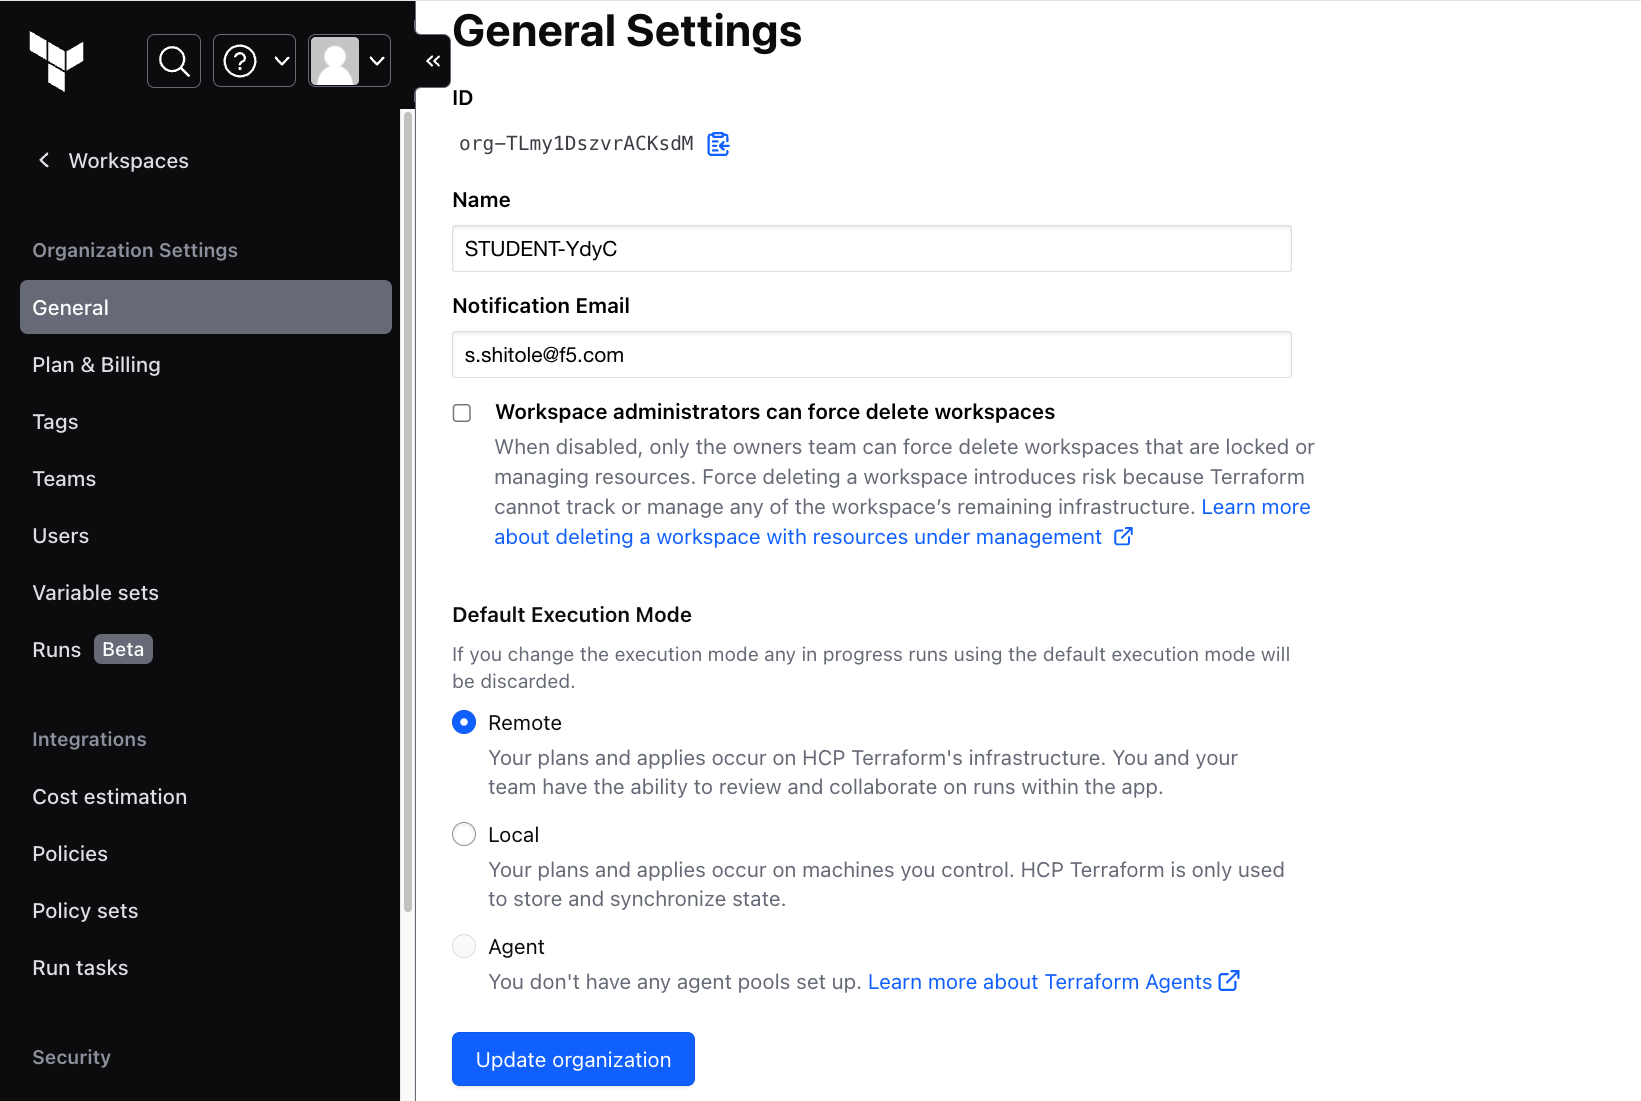 Workspaces
Organization Settings
General
Plan & Billing
Tags
Teams
Users
Variable sets
Runs Beta
Integrations
Cost estimation
Policies
Policy sets
Run tasks
Security
General Settings
ID
org-TLmy1DszvrACKsdM
Name
STUDENT-YdyC
Notification Email
s.shitole@f5.com
Workspace administrators can force delete workspaces
When disabled, only the owners team can force delete workspaces that are locked or
managing resources. Force deleting a workspace introduces risk because Terraform
cannot track or manage any of the workspace’s remaining infrastructure. Learn more
about deleting a workspace with resources under management
Default Execution Mode
If you change the execution mode any in progress runs using the default execution mode will
be discarded.
Remote
Your plans and applies occur on HCP Terraform's infrastructure. You and your
team have the ability to review and collaborate on runs within the app.
Local
Your plans and applies occur on machines you control. HCP Terraform is only used
to store and synchronize state.
Agent
You don't have any agent pools set up. Learn more about Terraform Agents
Update organization